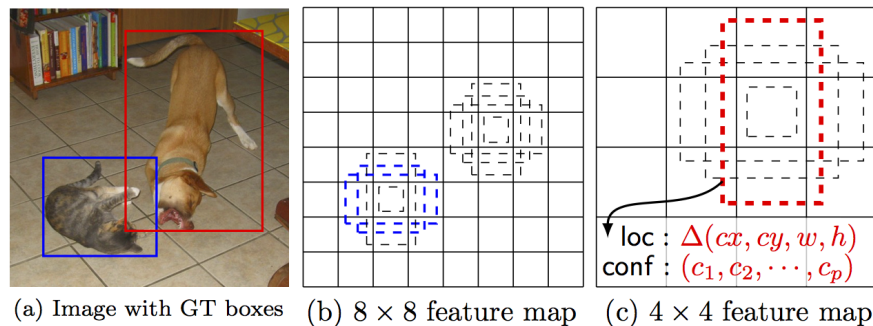 loc : Δ(cx, cy, w, h)
conf : (c₁, c₂, ⋯, cₚ)
(a) Image with GT boxes
(b) 8 × 8 feature map
(c) 4 × 4 feature map